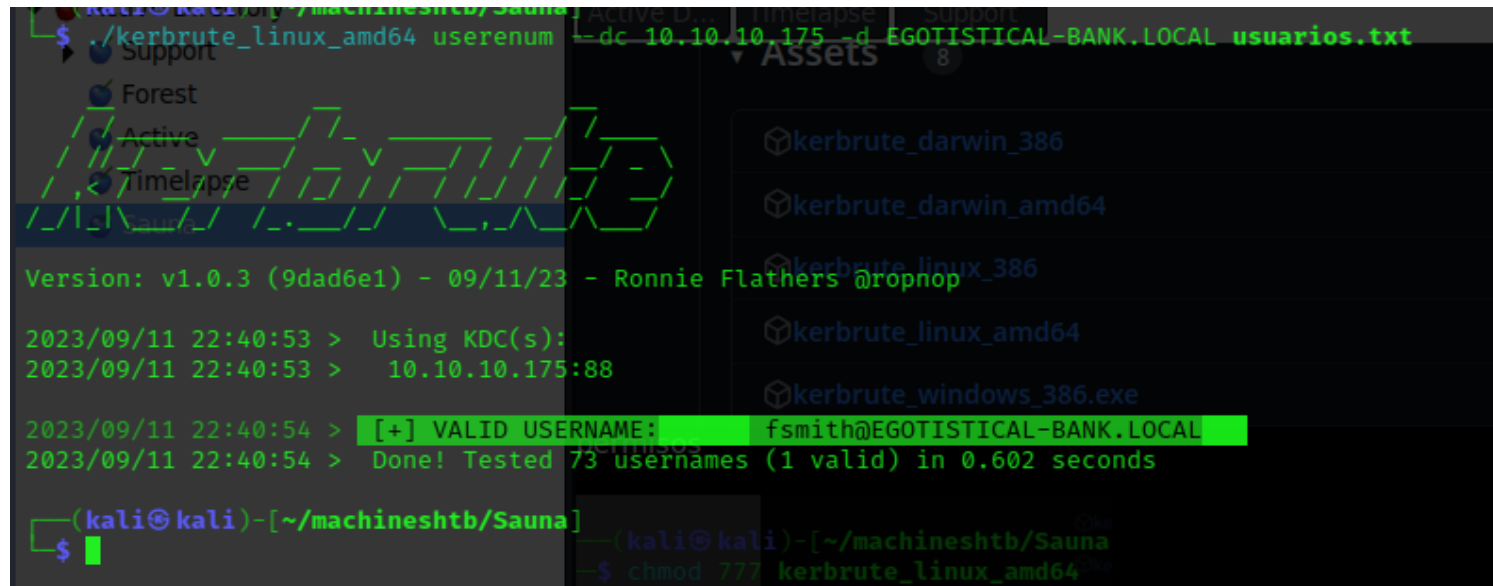 (kali㉿kali)-[~/machineshtb/Sauna]
Active D... Timelapse Support
└─$ ./kerbrute_linux_amd64 userenum --dc 10.10.10.175 -d EGOTISTICAL-BANK.LOCAL usuarios.txt
Support
Assets 8
Forest
Active
kerbrute_darwin_386
Timelapse
kerbrute_darwin_amd64
Sauna
Version: v1.0.3 (9dad6e1) - 09/11/23 - Ronnie Flathers @ropnop
kerbrute_linux_386
2023/09/11 22:40:53 > Using KDC(s):
kerbrute_linux_amd64
2023/09/11 22:40:53 > 10.10.10.175:88
kerbrute_windows_386.exe
2023/09/11 22:40:54 > [+] VALID USERNAME: fsmith@EGOTISTICAL-BANK.LOCAL
permisos
2023/09/11 22:40:54 > Done! Tested 73 usernames (1 valid) in 0.602 seconds
┌──(kali㉿kali)-[~/machineshtb/Sauna]
└─$
──(kali㉿kali)-[~/machineshtb/Sauna
─$ chmod 777 kerbrute_linux_amd64